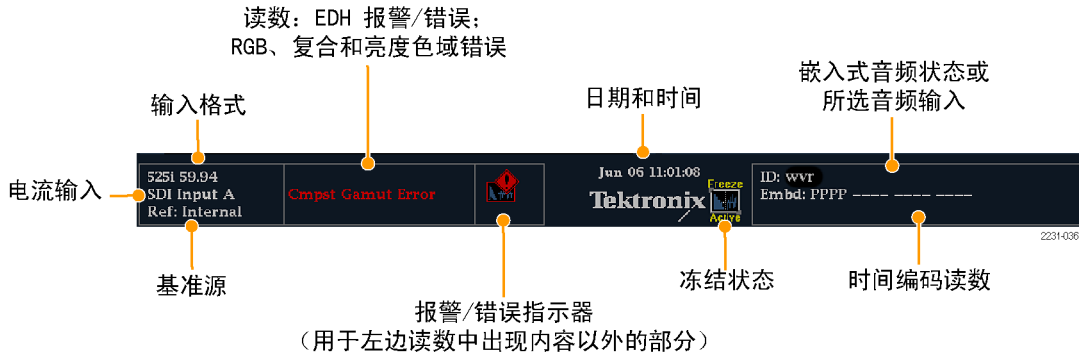 读数：EDH 报警/错误；
RGB、复合和亮度色域错误
输入格式
日期和时间
嵌入式音频状态或
所选音频输入
电流输入
525i 59.94
SDI Input A
Ref: Internal
Cmpst Gamut Error
Jun 06 11:01:08
Tektronix
Freeze
Active
ID: wvr
Embd: PPPP ---- ---- ---- ----
2231-036
基准源
报警/错误指示器
（用于左边读数中出现内容以外的部分）
冻结状态
时间编码读数